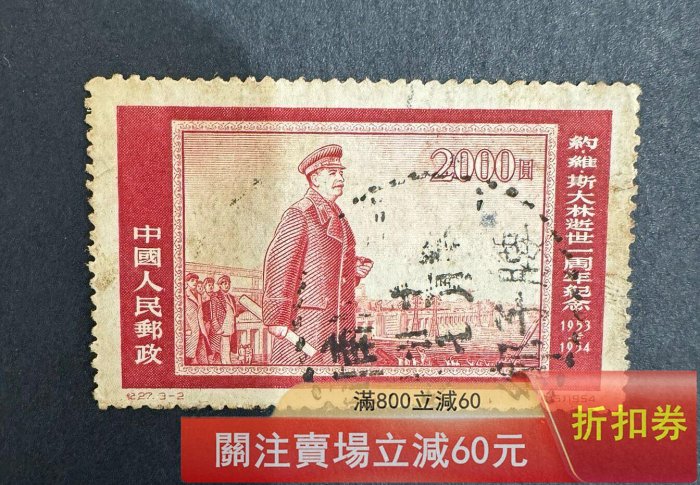 2000圓
約·維·斯大林逝世一周年紀念
1953
1954
中國人民郵政
紀27.3-2
1954
滿800立減60
關注賣場立減60元
折扣券